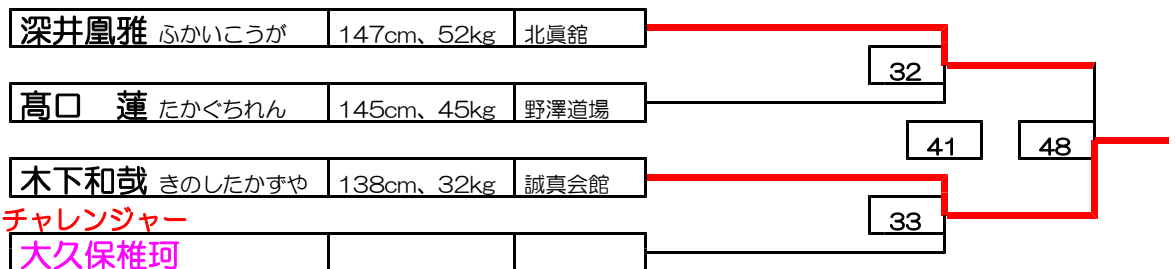 深井凰雅 ふかいこうが 147cm、52kg 北眞舘
32
髙口 蓮 たかぐちれん 145cm、45kg 野澤道場
41 48
木下和哉 きのしたかずや 138cm、32kg 誠真会館
チャレンジャー
33
大久保椎珂